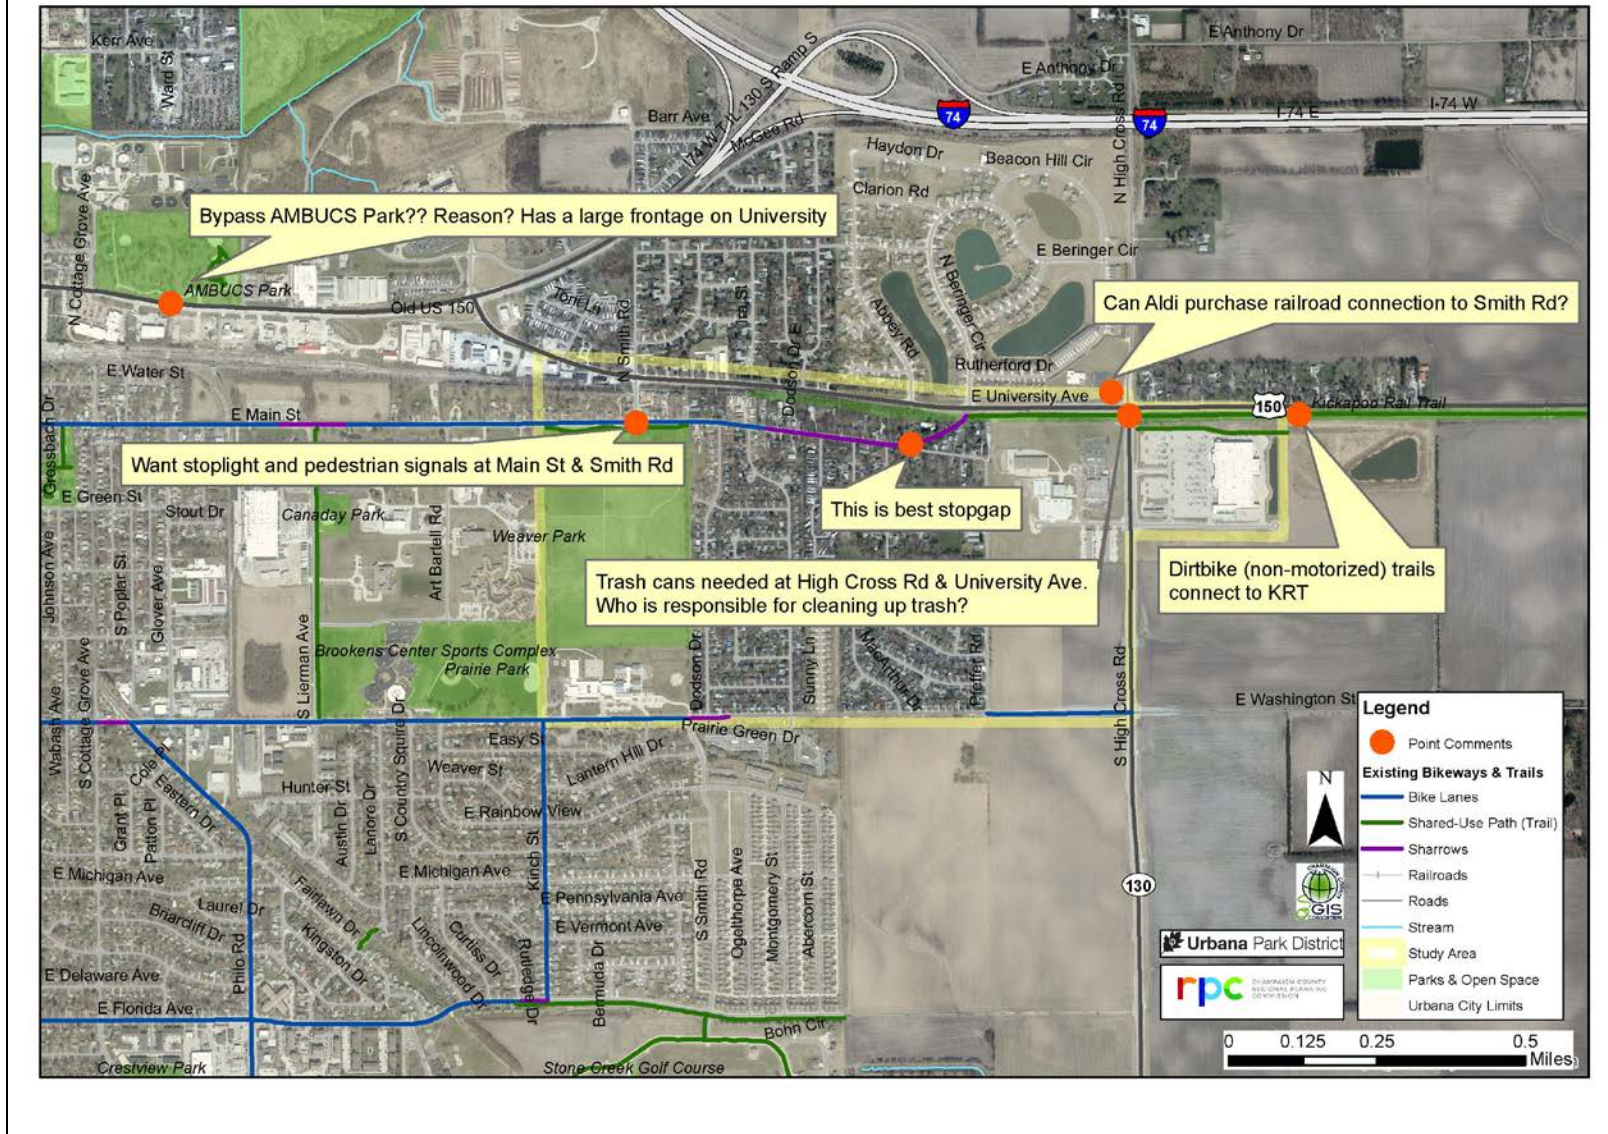 Kerr Ave
Ward St
E Anthony Dr
E Anthony Dr
I74 W T IL 130 S Ramp S
Barr Ave
McGee Rd
74
74
I-74 E
I-74 W
N High Cross Rd
Haydon Dr
Beacon Hill Cir
Clarion Rd
N Cottage Grove Ave
Bypass AMBUCS Park?? Reason? Has a large frontage on University
E Beringer Cir
N Beringer Cir
Abbey Rd
AMBUCS Park
Old US 150
Toni Ln
N Smith Rd
Dodson Dr E
Can Aldi purchase railroad connection to Smith Rd?
Rutherford Dr
E Water St
E University Ave
150
Kickapoo Rail Trail
Grossbach Dr
E Main St
Want stoplight and pedestrian signals at Main St & Smith Rd
E Green St
Stout Dr
Canaday Park
Art Bartell Rd
Weaver Park
This is best stopgap
Johnson Ave
S Poplar St
Glover Ave
Trash cans needed at High Cross Rd & University Ave.
Who is responsible for cleaning up trash?
Dirtbike (non-motorized) trails
connect to KRT
S Lierman Ave
Brookens Center Sports Complex
Prairie Park
Dodson Dr
Sunny Ln
MacArthur Dr
Pfeffer Rd
S High Cross Rd
E Washington St
Wabash Ave
S Cottage Grove Ave
S Country Squire Dr
Easy St
Prairie Green Dr
Weaver St
Lantern Hill Dr
Eastern Dr
Hunter St
E Rainbow View
Grant Pl
Patton Pl
Austin Dr
Lanore Dr
Kinch St
E Michigan Ave
E Michigan Ave
E Pennsylvania Ave
S Smith Rd
Oglethorpe Ave
Montgomery St
Abercorn St
130
Fairlawn Dr
Laurel Dr
Briarcliff Dr
Kingston Dr
Lincolnwood Dr
Curtiss Dr
E Vermont Ave
Rutledge Dr
Bermuda Dr
Philo Rd
E Delaware Ave
E Florida Ave
Bohn Cir
Crestview Park
Stone Creek Golf Course
Legend
Point Comments
Existing Bikeways & Trails
Bike Lanes
Shared-Use Path (Trail)
Sharrows
Railroads
Roads
Stream
Study Area
Parks & Open Space
Urbana City Limits
N
GIS
Urbana Park District
rpc
CHAMPAIGN COUNTY
REGIONAL PLANNING
COMMISSION
0 0.125 0.25 0.5
Miles